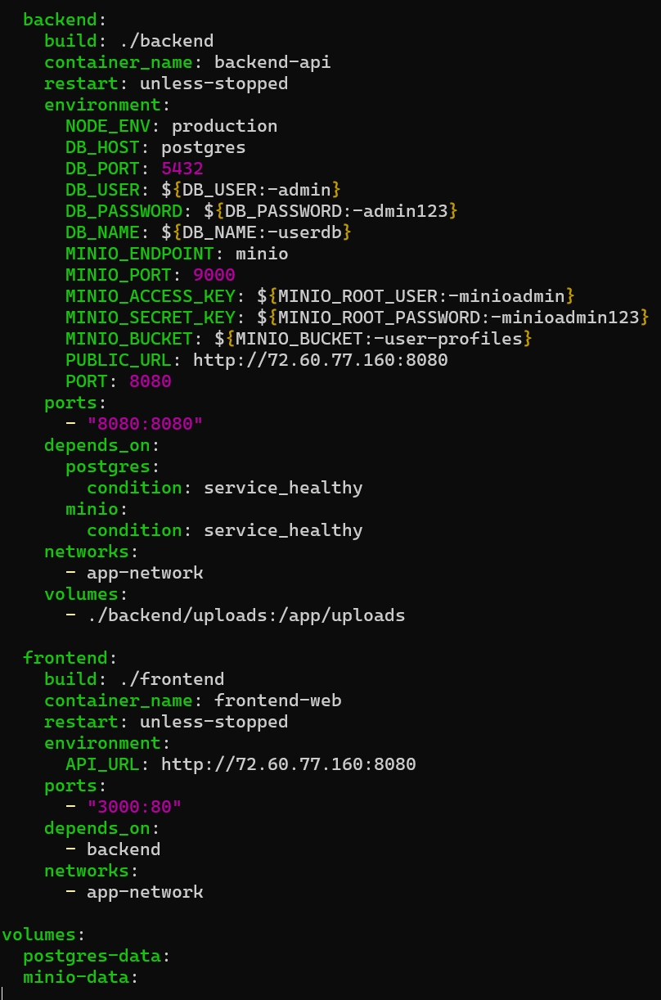 backend:
    build: ./backend
    container_name: backend-api
    restart: unless-stopped
    environment:
      NODE_ENV: production
      DB_HOST: postgres
      DB_PORT: 5432
      DB_USER: ${DB_USER:-admin}
      DB_PASSWORD: ${DB_PASSWORD:-admin123}
      DB_NAME: ${DB_NAME:-userdb}
      MINIO_ENDPOINT: minio
      MINIO_PORT: 9000
      MINIO_ACCESS_KEY: ${MINIO_ROOT_USER:-minioadmin}
      MINIO_SECRET_KEY: ${MINIO_ROOT_PASSWORD:-minioadmin123}
      MINIO_BUCKET: ${MINIO_BUCKET:-user-profiles}
      PUBLIC_URL: http://72.60.77.160:8080
      PORT: 8080
    ports:
      - "8080:8080"
    depends_on:
      postgres:
        condition: service_healthy
      minio:
        condition: service_healthy
    networks:
      - app-network
    volumes:
      - ./backend/uploads:/app/uploads

  frontend:
    build: ./frontend
    container_name: frontend-web
    restart: unless-stopped
    environment:
      API_URL: http://72.60.77.160:8080
    ports:
      - "3000:80"
    depends_on:
      - backend
    networks:
      - app-network

volumes:
  postgres-data:
  minio-data: